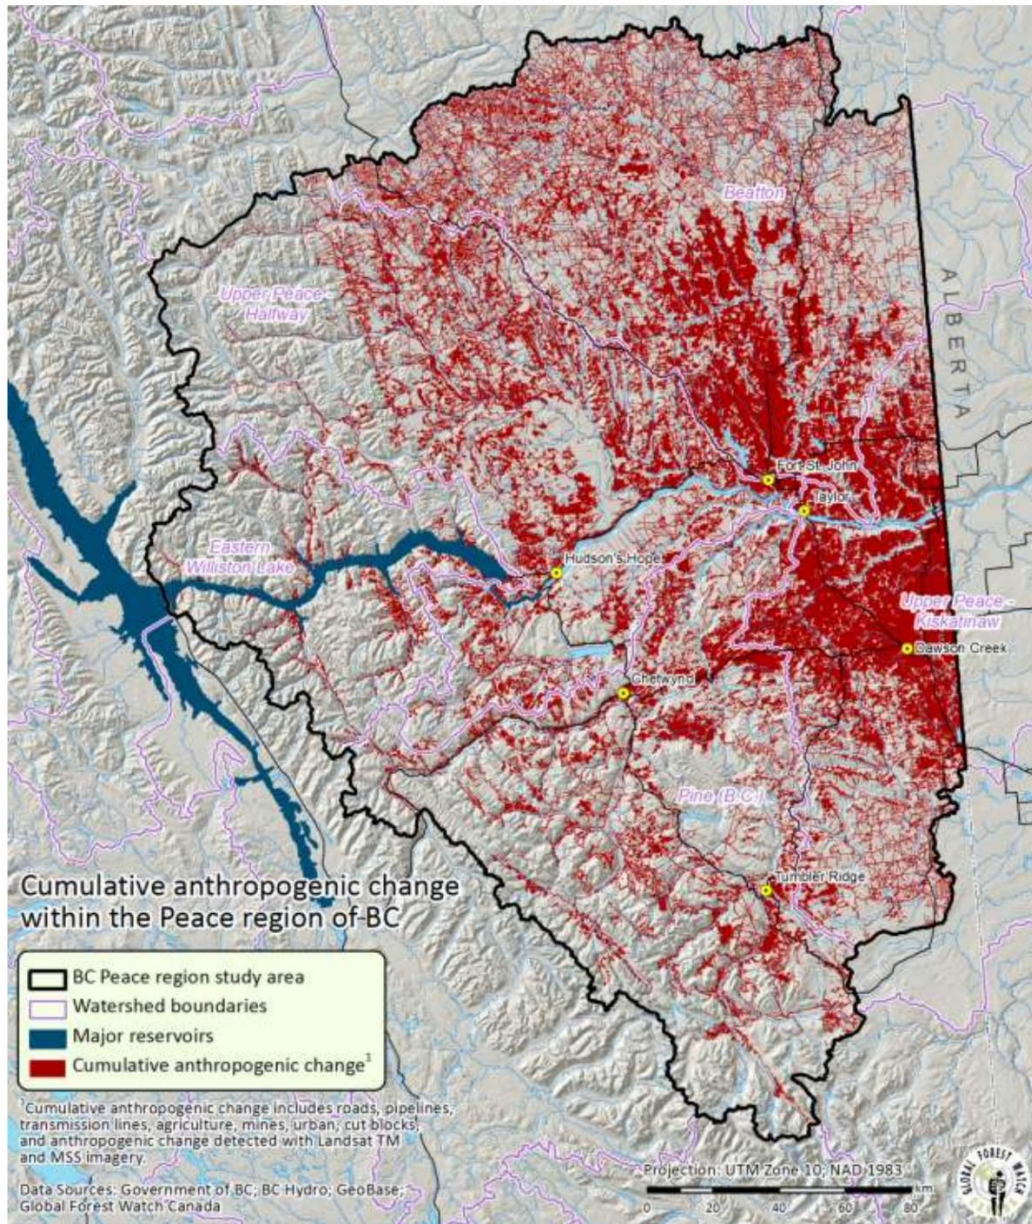 Beatton
Upper Peace -
Halfway
ALBERTA
Fort St. John
Taylor
Eastern
Williston Lake
Hudson's Hope
Upper Peace -
Kiskatinaw
Dawson Creek
Chetwynd
Pine (B.C.)
Tumbler Ridge
Cumulative anthropogenic change
within the Peace region of BC
BC Peace region study area
Watershed boundaries
Major reservoirs
Cumulative anthropogenic change¹
¹Cumulative anthropogenic change includes roads, pipelines,
transmission lines, agriculture, mines, urban, cut blocks,
and anthropogenic change detected with Landsat TM
and MSS imagery.
Data Sources: Government of BC; BC Hydro; GeoBase;
Global Forest Watch Canada
Projection: UTM Zone 10, NAD 1983
km
0 20 40 60 80
GLOBAL FOREST WATCH